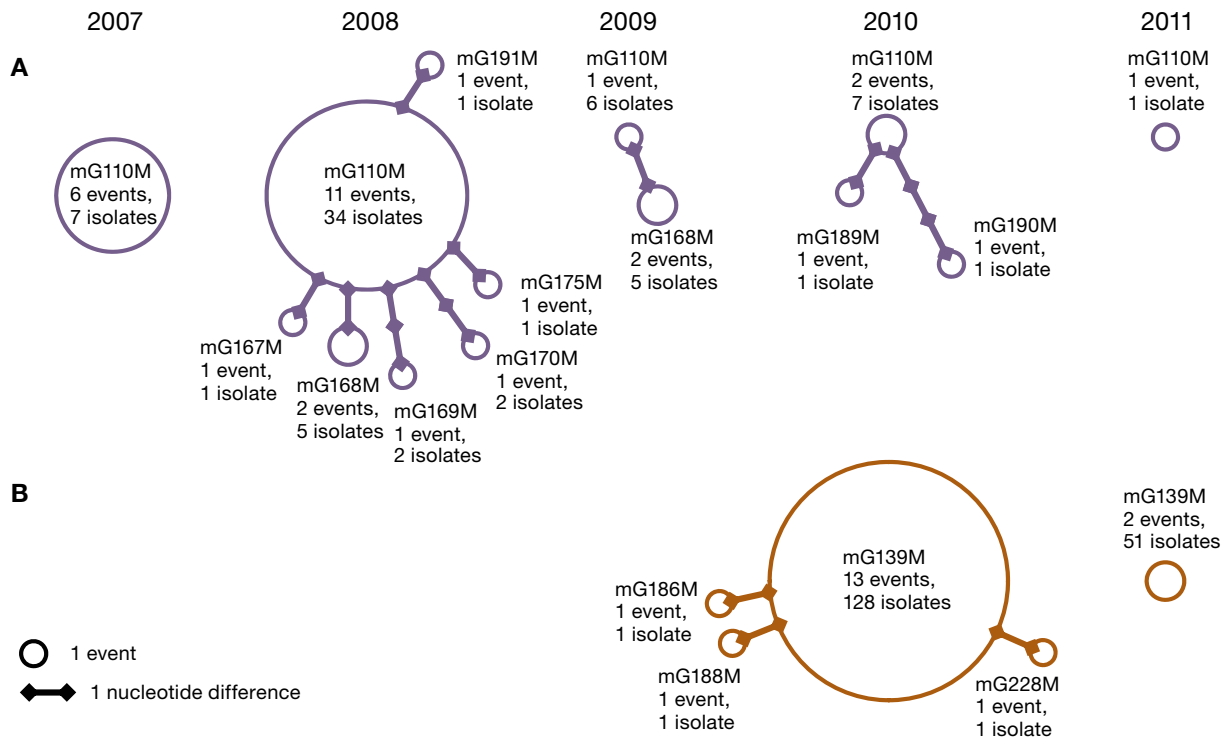 2007
2008
2009
2010
2011
A
mG110M
6 events,
7 isolates
mG191M
1 event,
1 isolate
mG110M
11 events,
34 isolates
mG167M
1 event,
1 isolate
mG168M
2 events,
5 isolates
mG169M
1 event,
2 isolates
mG170M
1 event,
2 isolates
mG175M
1 event,
1 isolate
mG110M
1 event,
6 isolates
mG168M
2 events,
5 isolates
mG110M
2 events,
7 isolates
mG189M
1 event,
1 isolate
mG190M
1 event,
1 isolate
mG110M
1 event,
1 isolate
B
mG186M
1 event,
1 isolate
mG188M
1 event,
1 isolate
mG139M
13 events,
128 isolates
mG228M
1 event,
1 isolate
mG139M
2 events,
51 isolates
1 event
1 nucleotide difference